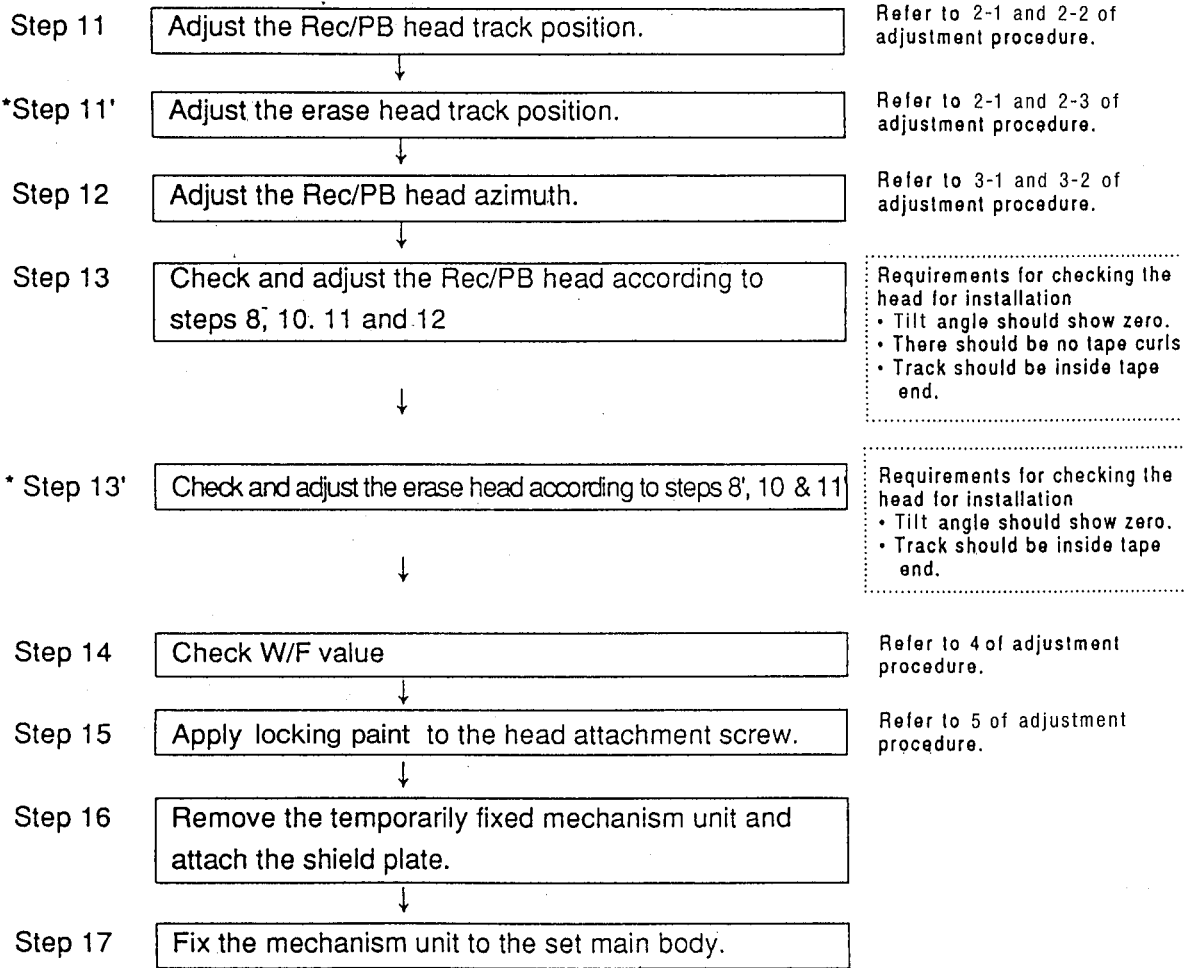 Step 11
Adjust the Rec/PB head track position.
Refer to 2-1 and 2-2 of
adjustment procedure.
*Step 11'
Adjust the erase head track position.
Refer to 2-1 and 2-3 of
adjustment procedure.
Step 12
Adjust the Rec/PB head azimuth.
Refer to 3-1 and 3-2 of
adjustment procedure.
Step 13
Check and adjust the Rec/PB head according to
steps 8, 10. 11 and 12
Requirements for checking the
head for installation
• Tilt angle should show zero.
• There should be no tape curls
• Track should be inside tape
end.
* Step 13'
Check and adjust the erase head according to steps 8', 10 & 11'
Requirements for checking the
head for installation
• Tilt angle should show zero.
• Track should be inside tape
end.
Step 14
Check W/F value
Refer to 4 of adjustment
procedure.
Step 15
Apply locking paint to the head attachment screw.
Refer to 5 of adjustment
procedure.
Step 16
Remove the temporarily fixed mechanism unit and
attach the shield plate.
Step 17
Fix the mechanism unit to the set main body.